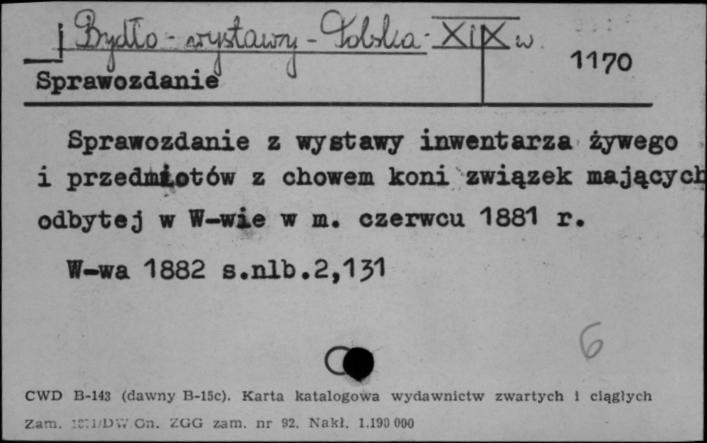 Bydło - wystawy - Polska - XIX w
1170
Sprawozdanie
Sprawozdanie z wystawy inwentarza żywego
i przedmiotów z chowem koni związek mających
odbytej w W-wie w m. czerwcu 1881 r.
W-wa 1882 s.nlb.2,131
6
CWD B-143 (dawny B-15c). Karta katalogowa wydawnictw zwartych i ciągłych
Zam. Gn. ZGG zam. nr 92. Nakł. 1.190 000